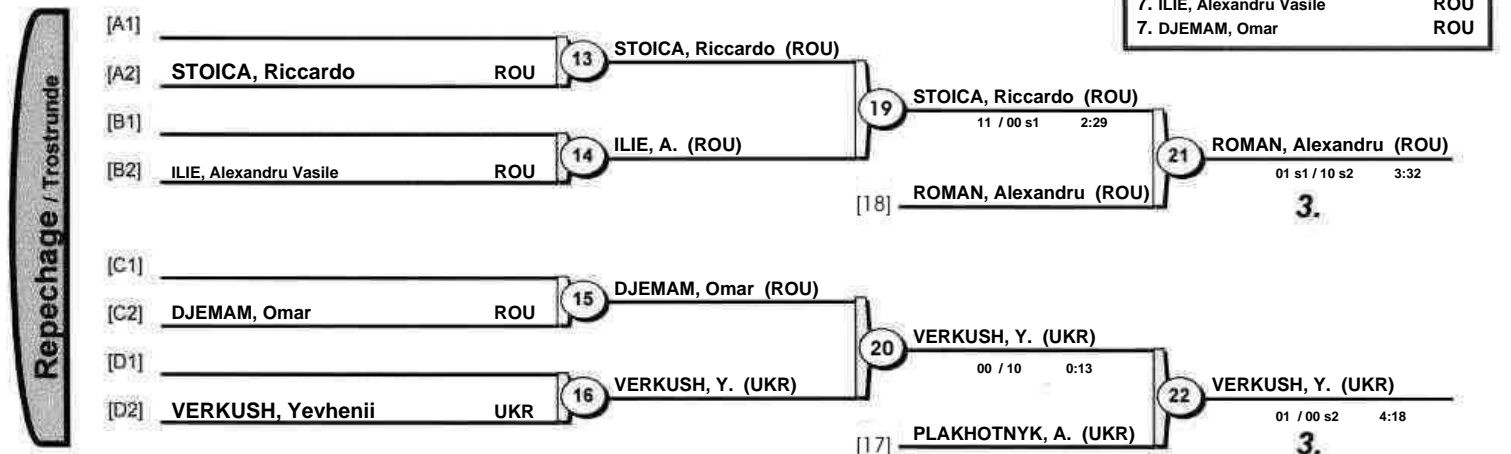 7. ILIE, Alexandru Vasile ROU
7. DJEMAM, Omar ROU
Repechage / Trostrunde
[A1]
[A2] STOICA, Riccardo ROU
13 STOICA, Riccardo (ROU)
[B1]
[B2] ILIE, Alexandru Vasile ROU
14 ILIE, A. (ROU)
19 STOICA, Riccardo (ROU)
11 / 00 s1 2:29
[18] ROMAN, Alexandru (ROU)
21 ROMAN, Alexandru (ROU)
01 s1 / 10 s2 3:32
3.
[C1]
[C2] DJEMAM, Omar ROU
15 DJEMAM, Omar (ROU)
[D1]
[D2] VERKUSH, Yevhenii UKR
16 VERKUSH, Y. (UKR)
20 VERKUSH, Y. (UKR)
00 / 10 0:13
[17] PLAKHOTNYK, A. (UKR)
22 VERKUSH, Y. (UKR)
01 / 00 s2 4:18
3.